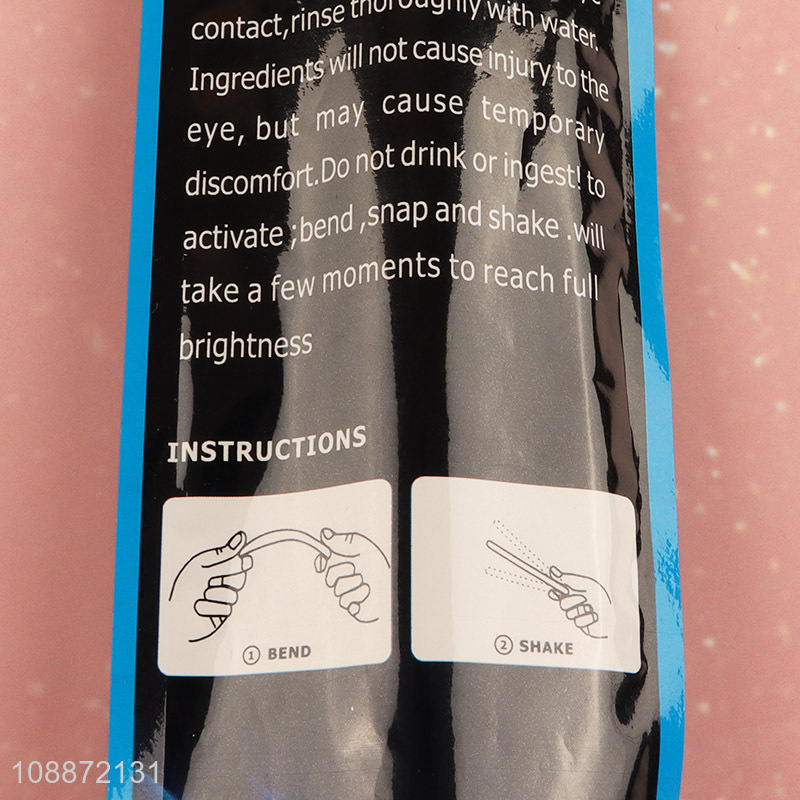 contact,rinse thoroughly with water.
Ingredients will not cause injury to the
eye, but may cause temporary
discomfort.Do not drink or ingest! to
activate ;bend ,snap and shake .will
take a few moments to reach full
brightness
INSTRUCTIONS
1 BEND
2 SHAKE
108872131